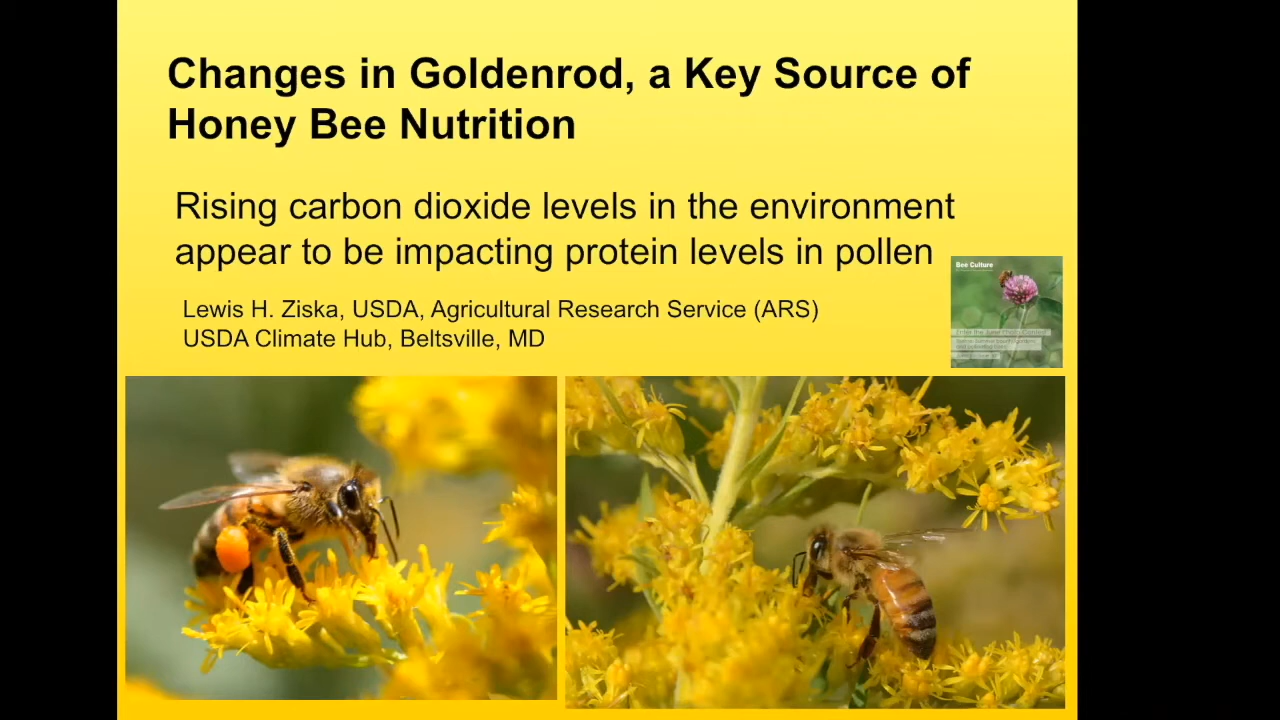 Changes in Goldenrod, a Key Source of
Honey Bee Nutrition
Rising carbon dioxide levels in the environment
appear to be impacting protein levels in pollen
Lewis H. Ziska, USDA, Agricultural Research Service (ARS)
USDA Climate Hub, Beltsville, MD
Bee Culture